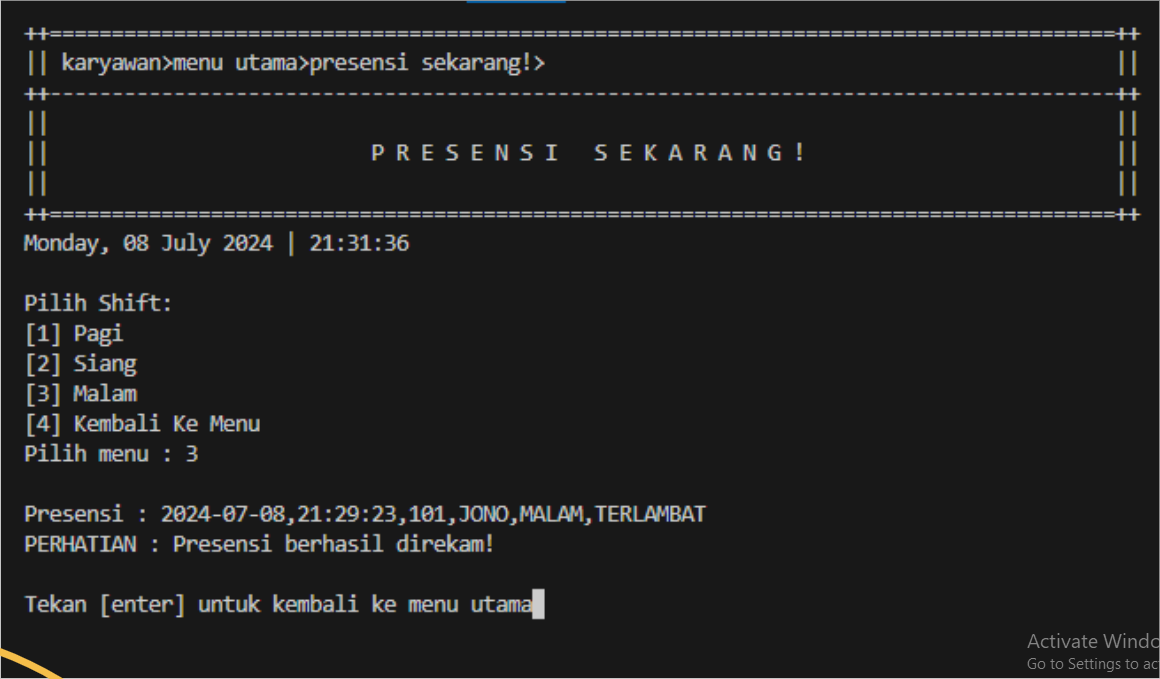 ++======================================================================================++
|| karyawan>menu utama>presensi sekarang!> ||
++--------------------------------------------------------------------------------------++
|| ||
|| P R E S E N S I   S E K A R A N G ! ||
|| ||
++======================================================================================++
Monday, 08 July 2024 | 21:31:36
Pilih Shift:
[1] Pagi
[2] Siang
[3] Malam
[4] Kembali Ke Menu
Pilih menu : 3
Presensi : 2024-07-08,21:29:23,101,JONO,MALAM,TERLAMBAT
PERHATIAN : Presensi berhasil direkam!
Tekan [enter] untuk kembali ke menu utama
Activate Windo
Go to Settings to ac